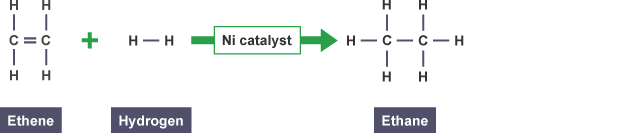 H H H H
C = C + H — H Ni catalyst H — C — C — H
H H H H
Ethene Hydrogen Ethane